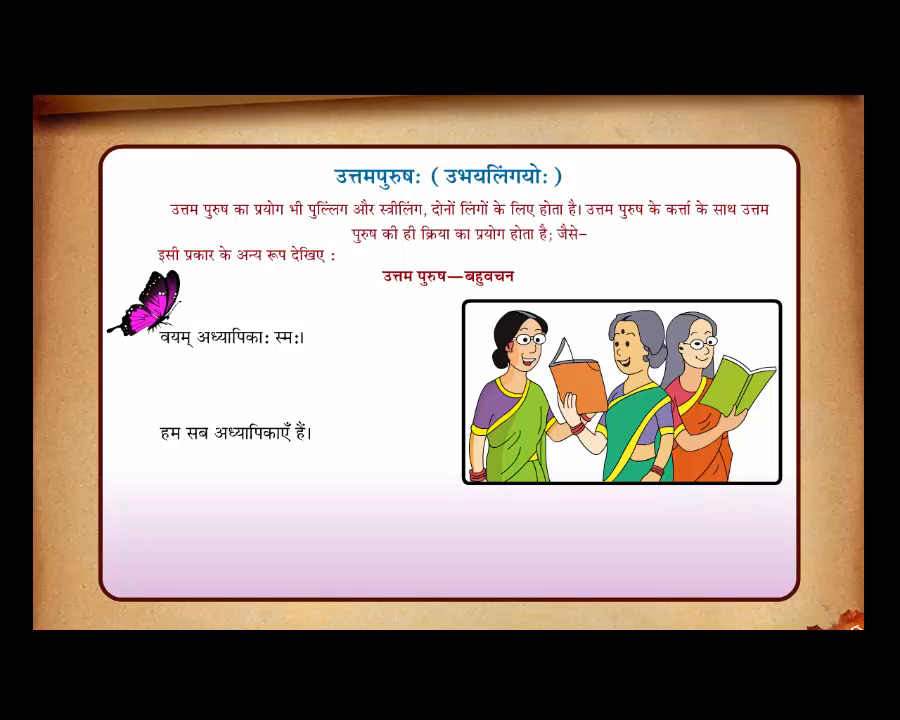 उत्तमपुरुषः ( उभयलिंगयोः )
उत्तम पुरुष का प्रयोग भी पुल्लिंग और स्त्रीलिंग, दोनों लिंगों के लिए होता है। उत्तम पुरुष के कर्त्ता के साथ उत्तम
पुरुष की ही क्रिया का प्रयोग होता है; जैसे–
इसी प्रकार के अन्य रूप देखिए :
उत्तम पुरुष—बहुवचन
वयम् अध्यापिकाः स्मः।
हम सब अध्यापिकाएँ हैं।